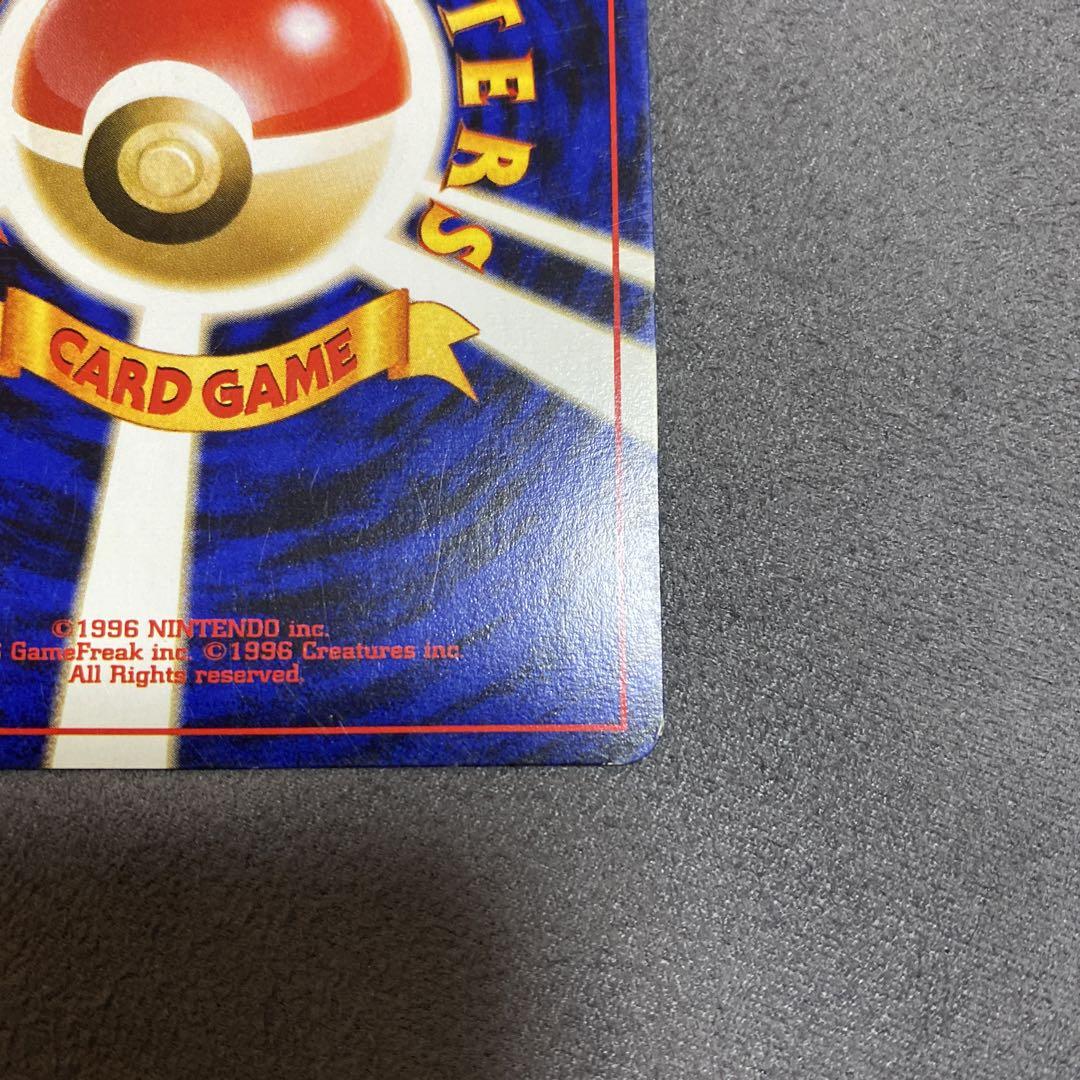 TERS
CARD GAME
©1996 NINTENDO inc.
GameFreak inc. ©1996 Creatures inc.
All Rights reserved.